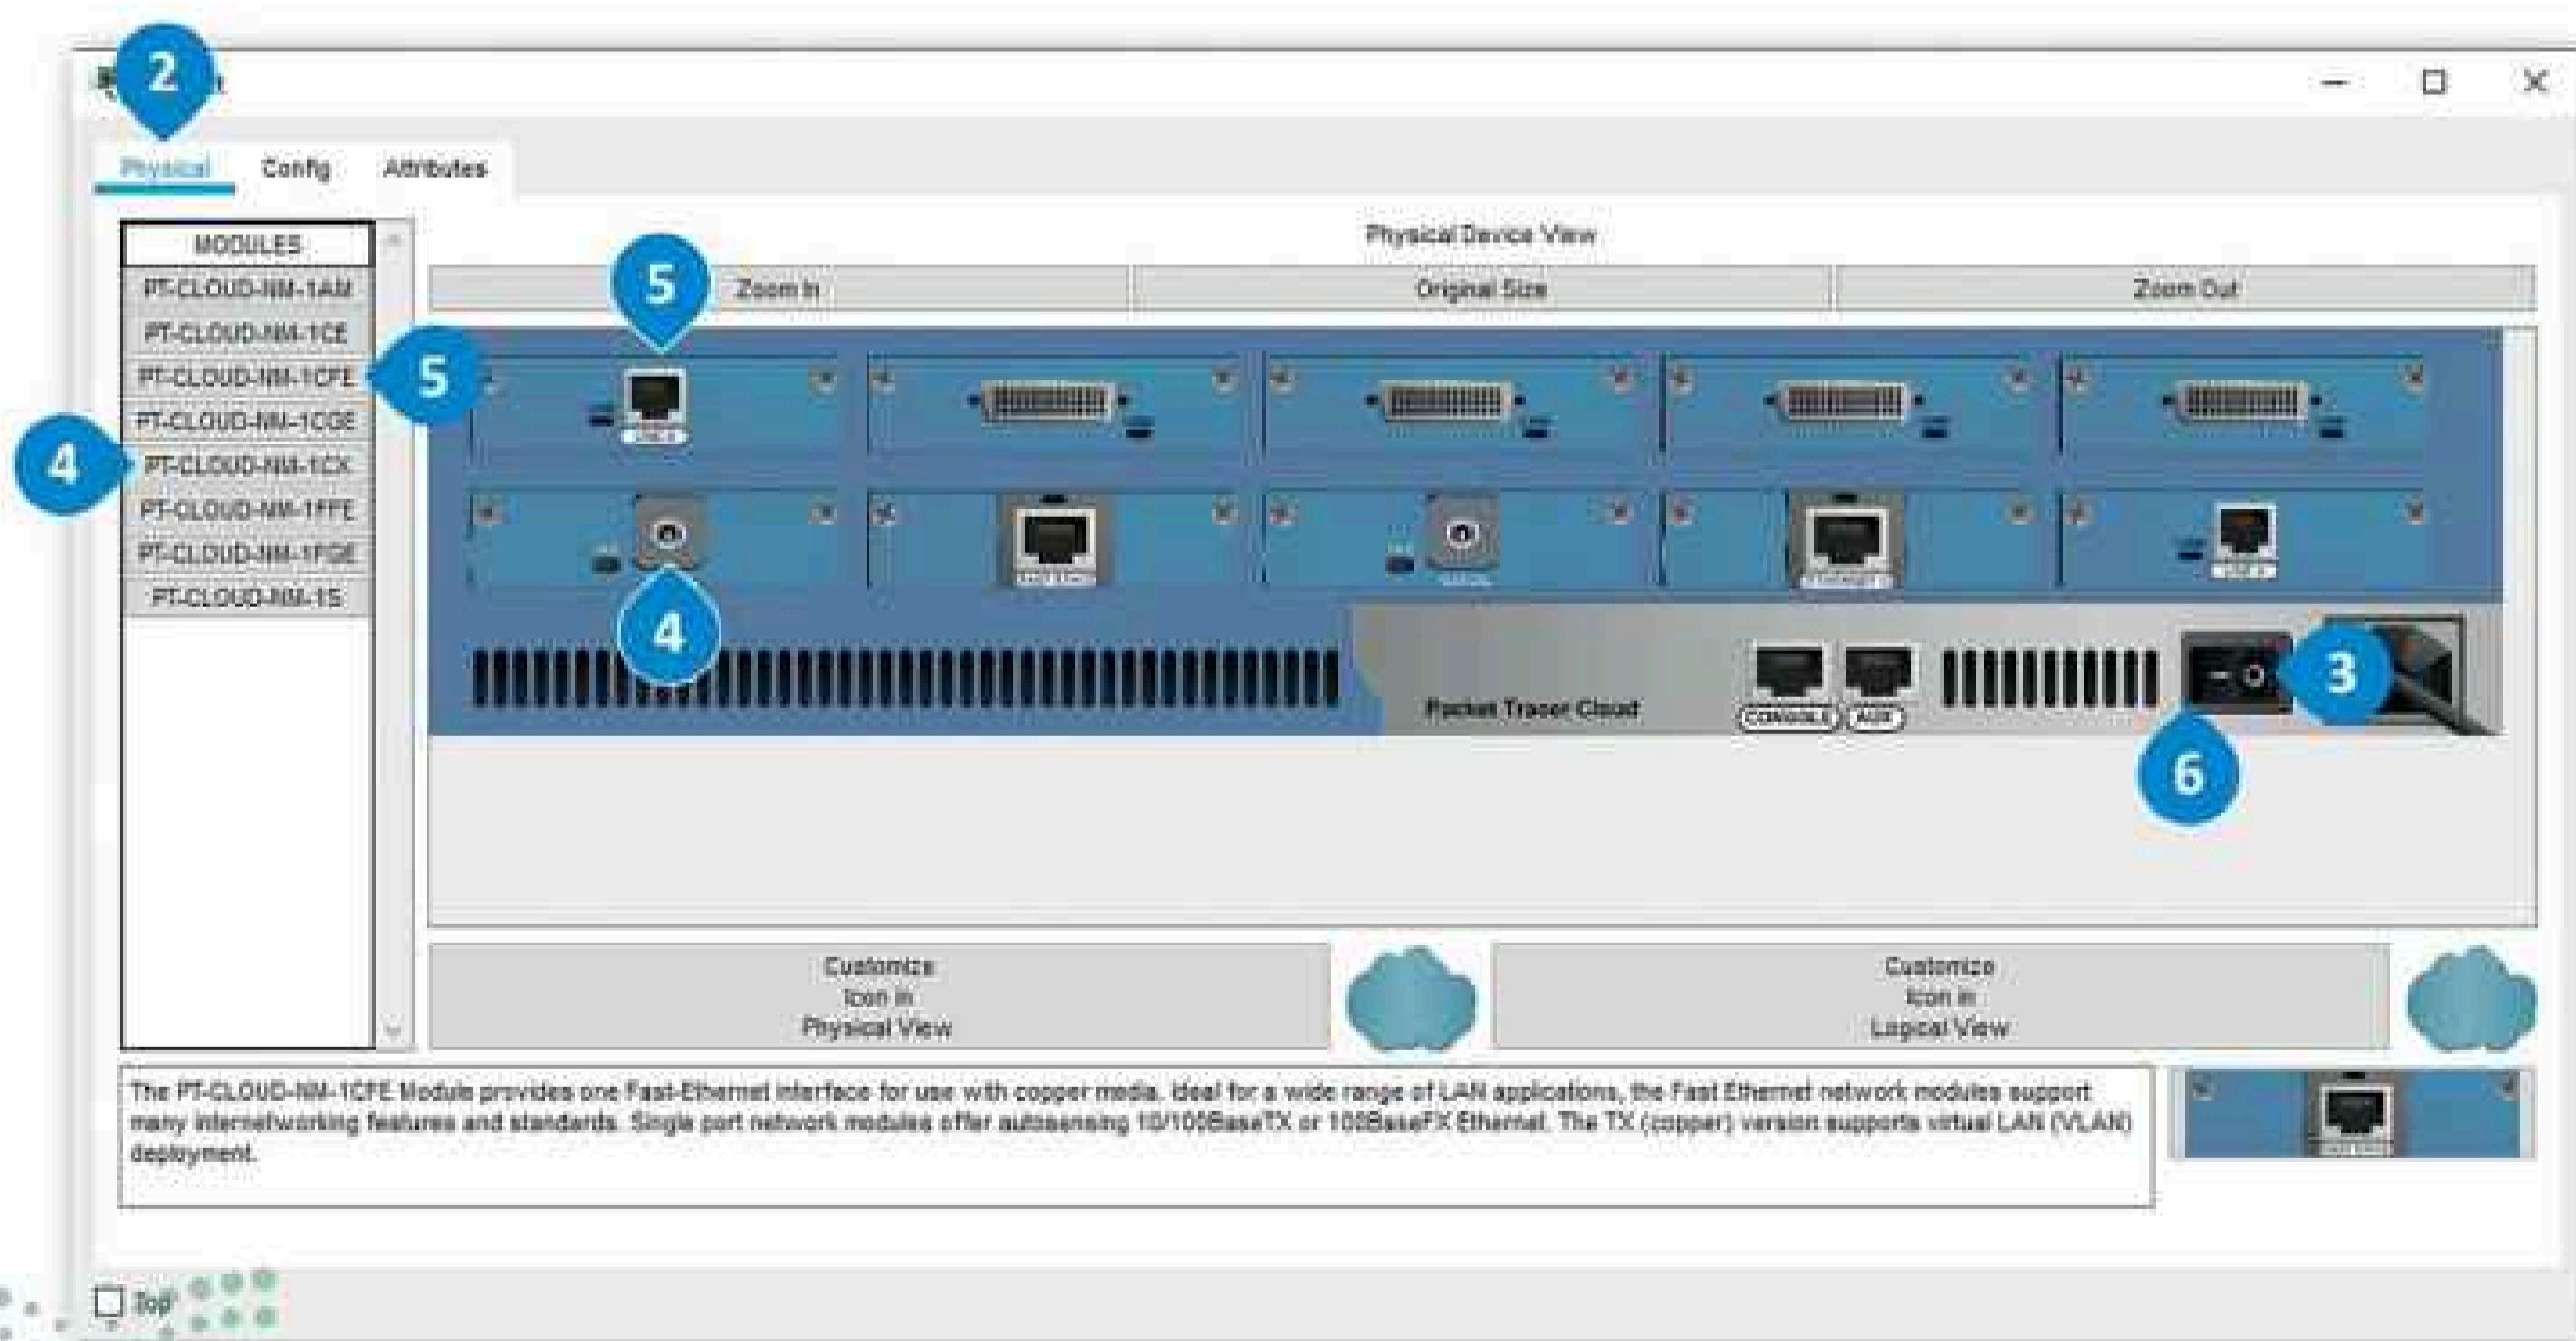 2
Physical Config Attributes
MODULES
PT-CLOUD-NM-1AM
PT-CLOUD-NM-1CE
PT-CLOUD-NM-1CFE
PT-CLOUD-NM-1CGE
PT-CLOUD-NM-1CX
PT-CLOUD-NM-1FFE
PT-CLOUD-NM-1FGE
PT-CLOUD-NM-1S
4
5
Physical Device View
Zoom In Original Size Zoom Out
5
4
Packet Tracer Cloud
CONSOLE AUX
3
6
Customize
Icon in
Physical View
Customize
Icon in
Logical View
The PT-CLOUD-NM-1CFE Module provides one Fast-Ethernet interface for use with copper media. Ideal for a wide range of LAN applications, the Fast Ethernet network modules support
many internetworking features and standards. Single port network modules offer autosensing 10/100BaseTX or 100BaseFX Ethernet. The TX (copper) version supports virtual LAN (VLAN)
deployment.
Top